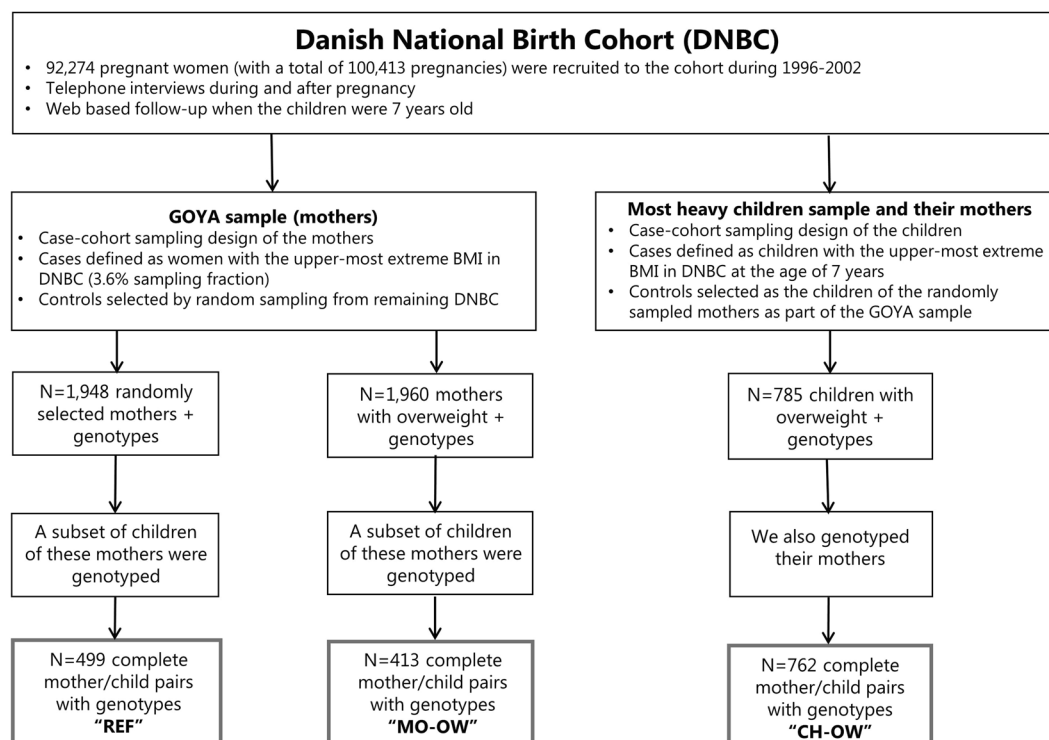 Danish National Birth Cohort (DNBC)
• 92,274 pregnant women (with a total of 100,413 pregnancies) were recruited to the cohort during 1996-2002
• Telephone interviews during and after pregnancy
• Web based follow-up when the children were 7 years old
GOYA sample (mothers)
• Case-cohort sampling design of the mothers
• Cases defined as women with the upper-most extreme BMI in
DNBC (3.6% sampling fraction)
• Controls selected by random sampling from remaining DNBC
Most heavy children sample and their mothers
• Case-cohort sampling design of the children
• Cases defined as children with the upper-most extreme
BMI in DNBC at the age of 7 years
• Controls selected as the children of the randomly
sampled mothers as part of the GOYA sample
N=1,948 randomly
selected mothers +
genotypes
N=1,960 mothers
with overweight +
genotypes
N=785 children with
overweight +
genotypes
A subset of children
of these mothers were
genotyped
A subset of children
of these mothers were
genotyped
We also genotyped
their mothers
N=499 complete
mother/child pairs
with genotypes
“REF”
N=413 complete
mother/child pairs
with genotypes
“MO-OW”
N=762 complete
mother/child pairs
with genotypes
“CH-OW”